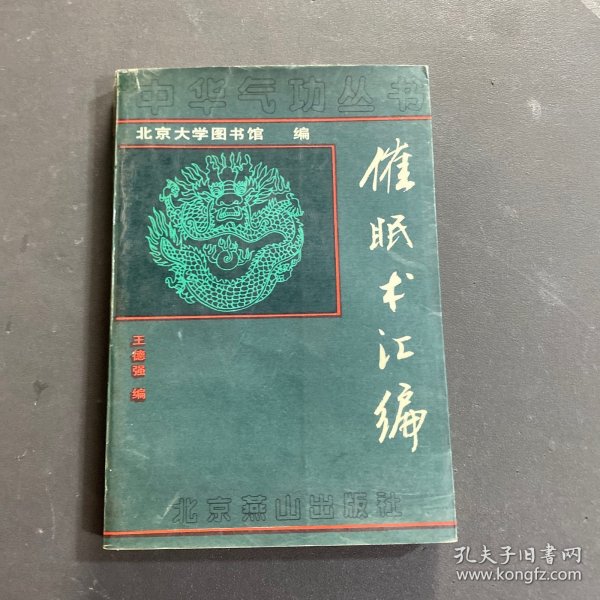 中华气功丛书
北京大学图书馆 编
催眠术汇编
王德强 编
北京燕山出版社
孔夫子旧书网
www.kongfz.com